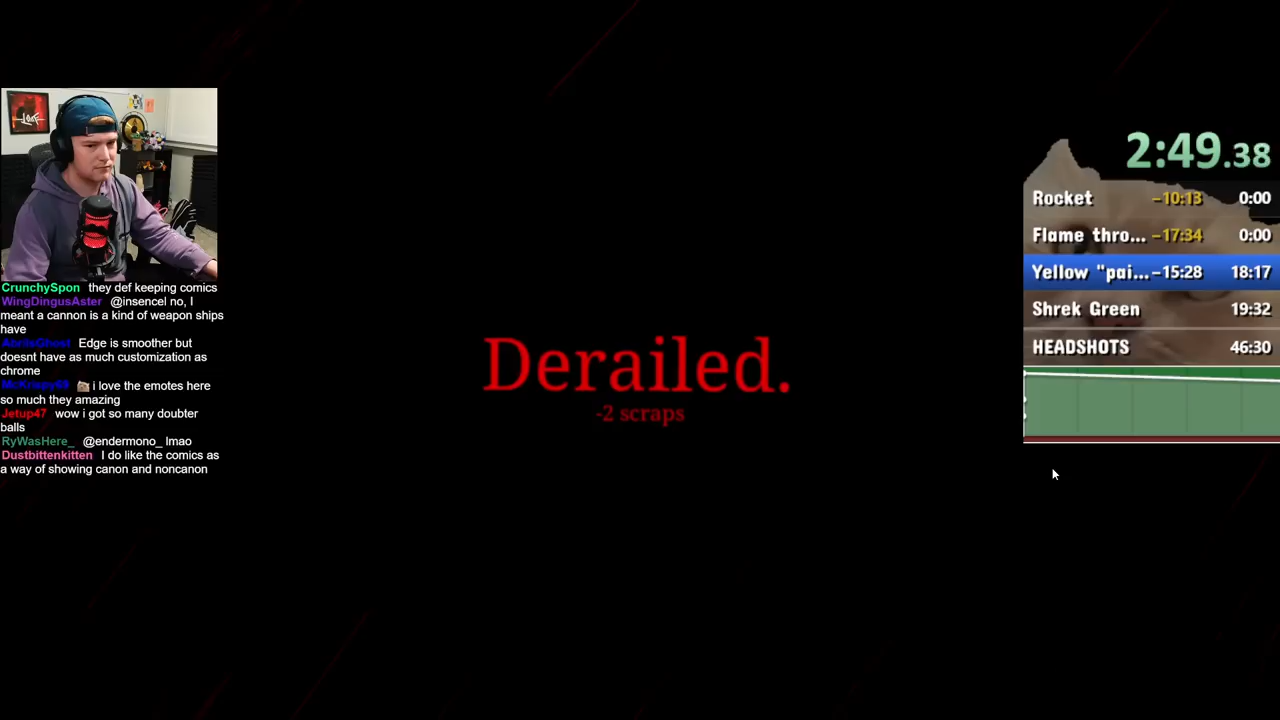 LOVE
CrunchySpon they def keeping comics
WingDingusAster @insencel no, I
meant a cannon is a kind of weapon ships
have
AbrilsGhost Edge is smoother but
doesnt have as much customization as
chrome
McKrispy69 i love the emotes here
so much they amazing
Jetup47 wow i got so many doubter
balls
RyWasHere_ @endermono_ lmao
Dustbittenkitten I do like the comics as
a way of showing canon and noncanon
Derailed.
-2 scraps
2:49.38
Rocket -10:13 0:00
Flame thro... -17:34 0:00
Yellow "pai... -15:28 18:17
Shrek Green 19:32
HEADSHOTS 46:30